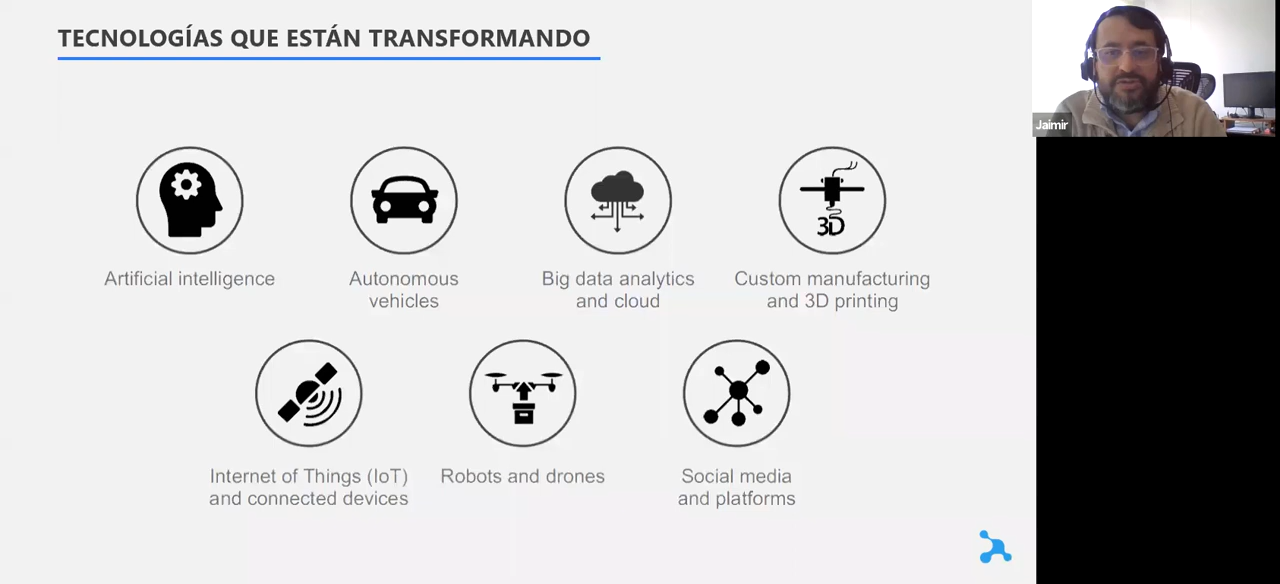 TECNOLOGÍAS QUE ESTÁN TRANSFORMANDO
Jaimir
Artificial intelligence
Autonomous
vehicles
Big data analytics
and cloud
3D
Custom manufacturing
and 3D printing
Internet of Things (IoT)
and connected devices
Robots and drones
Social media
and platforms